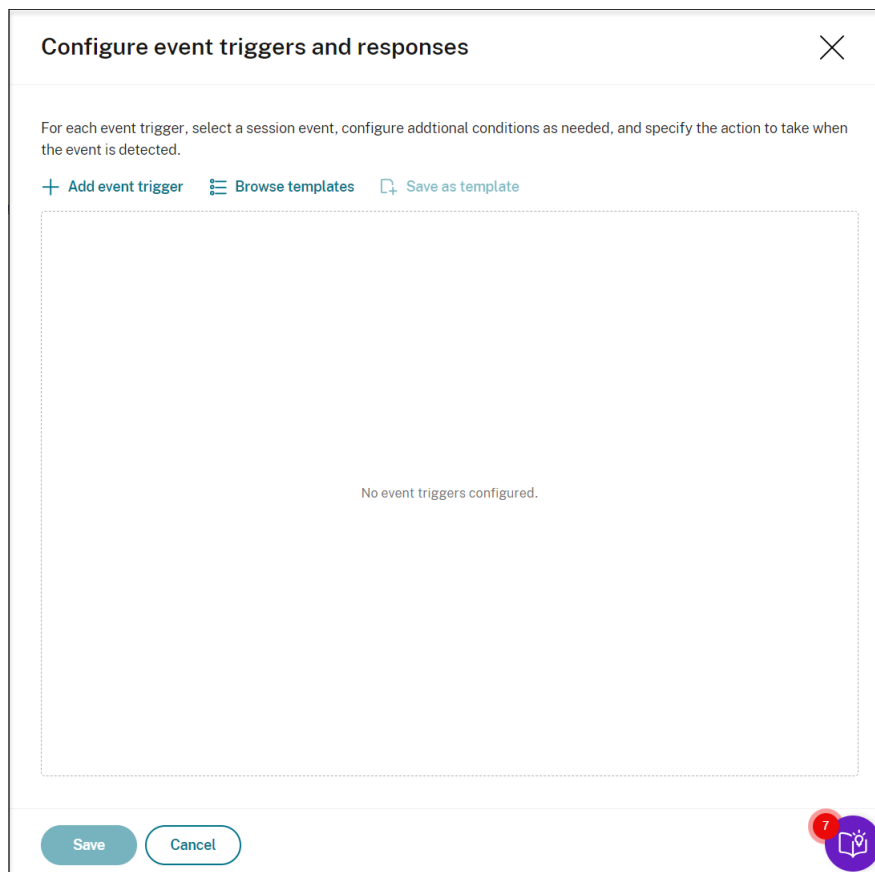 Configure event triggers and responses
For each event trigger, select a session event, configure addtional conditions as needed, and specify the action to take when
the event is detected.
Add event trigger Browse templates Save as template
No event triggers configured.
Save Cancel 7